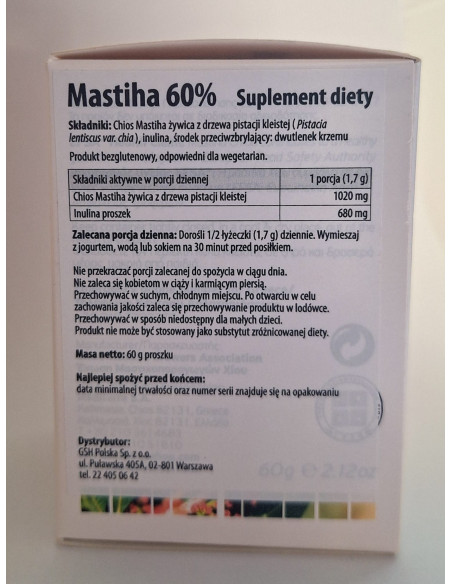 Mastiha 60% Suplement diety
Składniki: Chios Mastiha żywica z drzewa pistacji kleistej ( Pistacia
lentiscus var. chia ), inulina, środek przeciwzbrylający: dwutlenek krzemu
Produkt bezglutenowy, odpowiedni dla wegetarian.
Składniki aktywne w porcji dziennej 1 porcja (1,7 g)
Chios Mastiha żywica z drzewa pistacji kleistej 1020 mg
Inulina proszek 680 mg
Zalecana porcja dzienna: Dorośli 1/2 łyżeczki (1,7 g) dziennie. Wymieszaj
z jogurtem, wodą lub sokiem na 30 minut przed posiłkiem.
Nie przekraczać porcji zalecanej do spożycia w ciągu dnia.
Nie zaleca się kobietom w ciąży i karmiącym piersią.
Przechowywać w suchym, chłodnym miejscu. Po otwarciu w celu
zachowania jakości zaleca się przechowywanie produktu w lodówce.
Przechowywać w sposób niedostępny dla małych dzieci.
Produkt nie może być stosowany jako substytut zróżnicowanej diety.
Masa netto: 60 g proszku
Najlepiej spożyć przed końcem:
data minimalnej trwałości oraz numer serii znajduje się na opakowaniu
Dystrybutor:
GSH Polska Sp. z o.o.
ul. Puławska 405A, 02-801 Warszawa
tel. 22 405 06 42
60g e 2.12oz